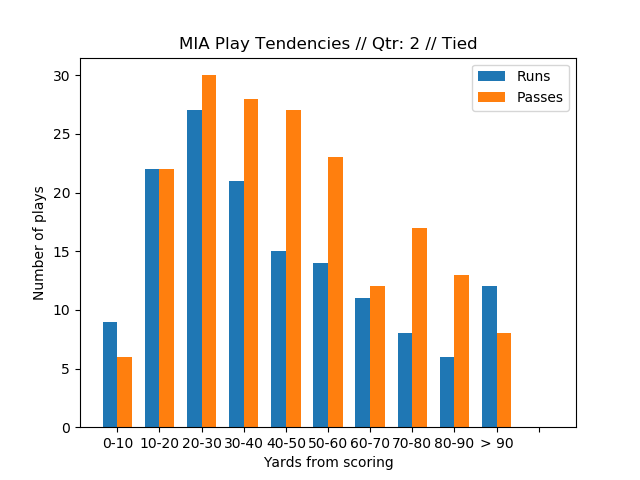 MIA Play Tendencies // Qtr: 2 // Tied
Runs
Passes
Number of plays
30
25
20
15
10
5
0
0-10 10-20 20-30 30-40 40-50 50-60 60-70 70-80 80-90 > 90
Yards from scoring